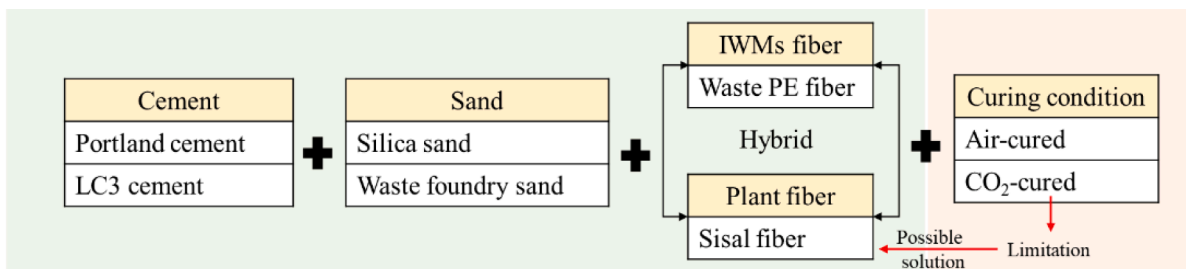 Cement
Portland cement
LC3 cement
Sand
Silica sand
Waste foundry sand
IWMs fiber
Waste PE fiber
Hybrid
Plant fiber
Sisal fiber
Curing condition
Air-cured
CO₂-cured
Limitation
Possible
solution